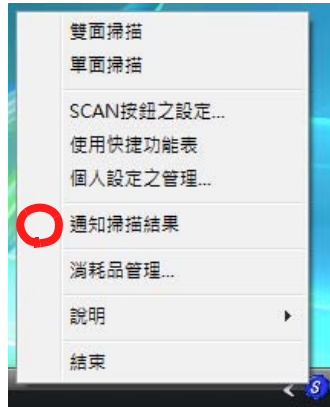 雙面掃描
單面掃描
SCAN按鈕之設定...
使用快捷功能表
個人設定之管理...
通知掃描結果
消耗品管理...
說明
結束
S